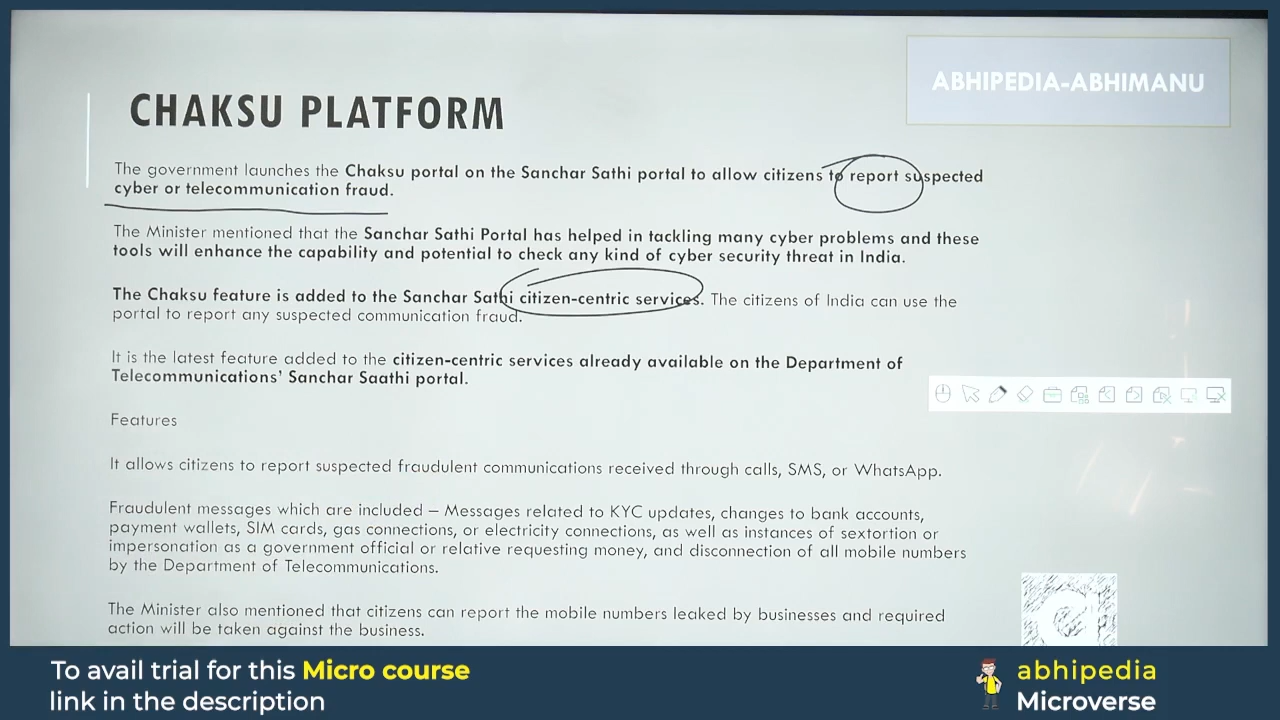 ABHIPEDIA-ABHIMANU
CHAKSU PLATFORM
The government launches the Chaksu portal on the Sanchar Sathi portal to allow citizens to report suspected
cyber or telecommunication fraud.
The Minister mentioned that the Sanchar Sathi Portal has helped in tackling many cyber problems and these
tools will enhance the capability and potential to check any kind of cyber security threat in India.
The Chaksu feature is added to the Sanchar Sathi citizen-centric services. The citizens of India can use the
portal to report any suspected communication fraud.
It is the latest feature added to the citizen-centric services already available on the Department of
Telecommunications’ Sanchar Saathi portal.
Features
It allows citizens to report suspected fraudulent communications received through calls, SMS, or WhatsApp.
Fraudulent messages which are included – Messages related to KYC updates, changes to bank accounts,
payment wallets, SIM cards, gas connections, or electricity connections, as well as instances of sextortion or
impersonation as a government official or relative requesting money, and disconnection of all mobile numbers
by the Department of Telecommunications.
The Minister also mentioned that citizens can report the mobile numbers leaked by businesses and required
action will be taken against the business.
To avail trial for this Micro course
link in the description
abhipedia
Microverse